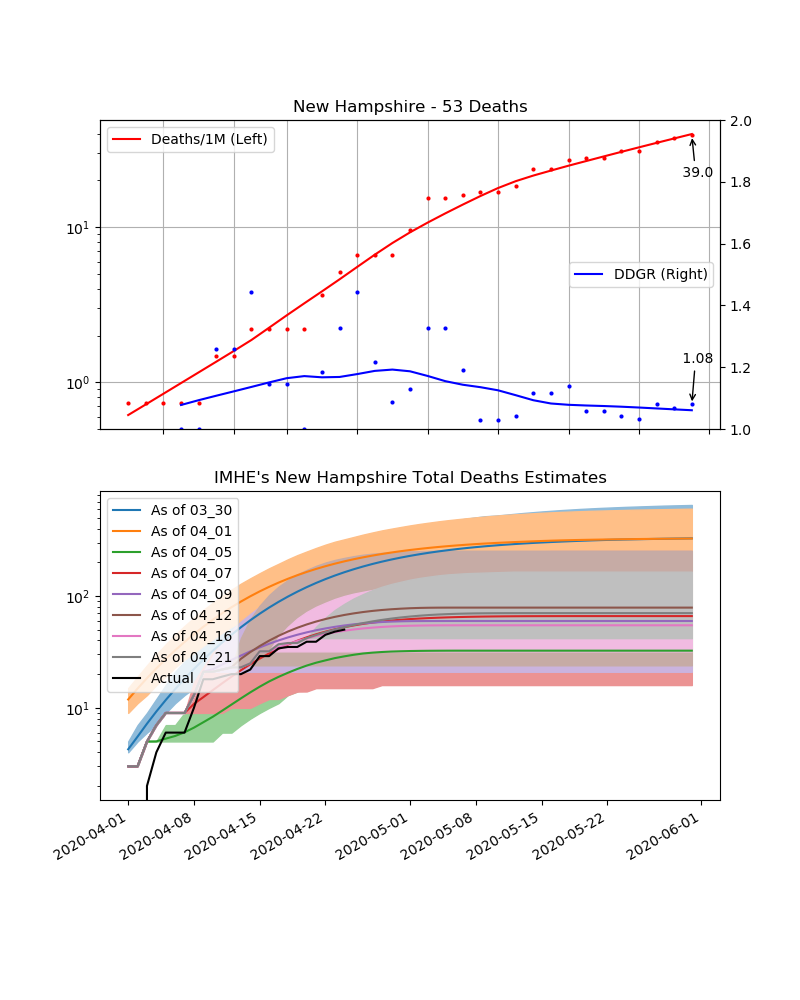 New Hampshire - 53 Deaths
Deaths/1M (Left)
2.0
1.8
1.6
1.4
1.2
1.0
10¹
10⁰
39.0
DDGR (Right)
1.08
IMHE's New Hampshire Total Deaths Estimates
As of 03_30
As of 04_01
As of 04_05
As of 04_07
As of 04_09
As of 04_12
As of 04_16
As of 04_21
Actual
10²
10¹
2020-04-01
2020-04-08
2020-04-15
2020-04-22
2020-05-01
2020-05-08
2020-05-15
2020-05-22
2020-06-01